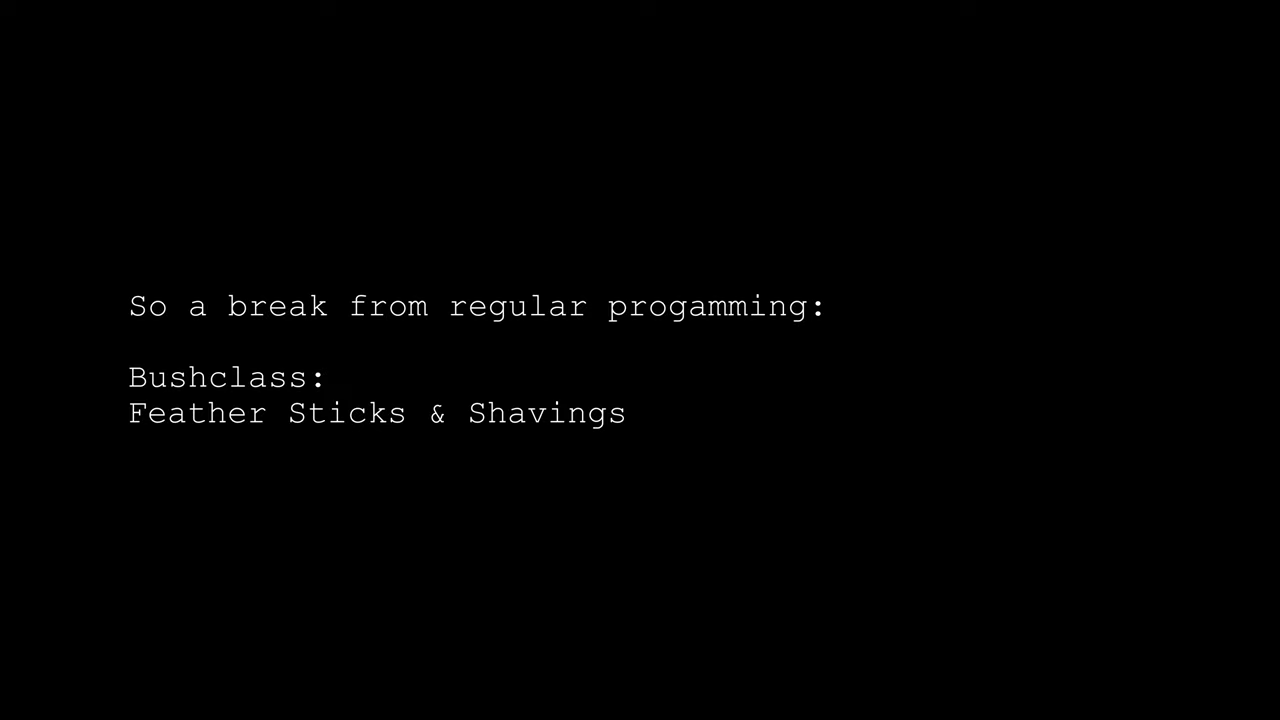 So a break from regular progamming:
Bushclass:
Feather Sticks & Shavings